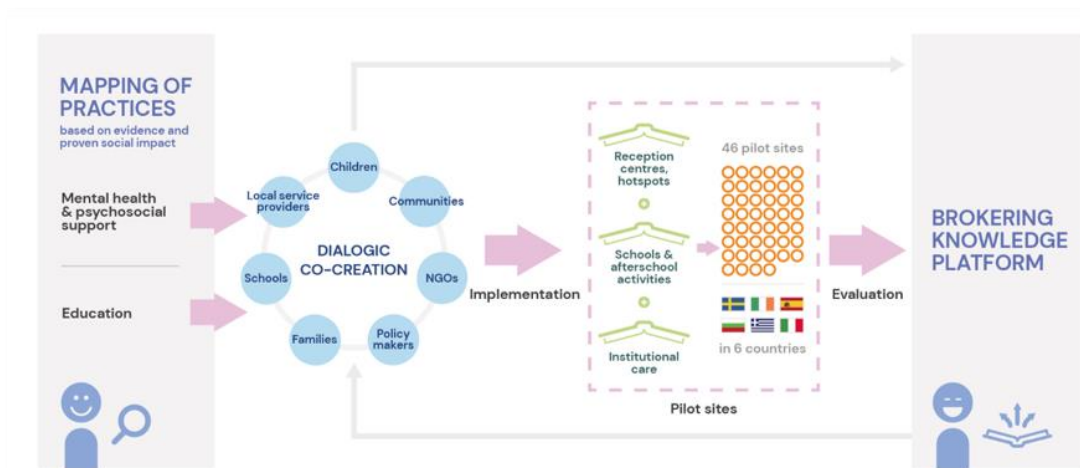 MAPPING OF
PRACTICES
based on evidence and
proven social impact
Mental health
& psychosocial
support
Education
Children
Local service
providers
Communities
DIALOGIC
CO-CREATION
Schools
NGOs
Families
Policy
makers
Implementation
Reception
centres,
hotspots
Schools &
afterschool
activities
Institutional
care
46 pilot sites
in 6 countries
Pilot sites
Evaluation
BROKERING
KNOWLEDGE
PLATFORM